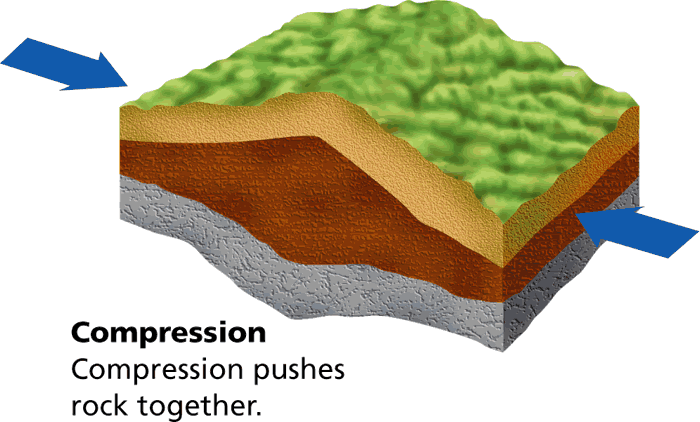 Compression
Compression pushes
rock together.